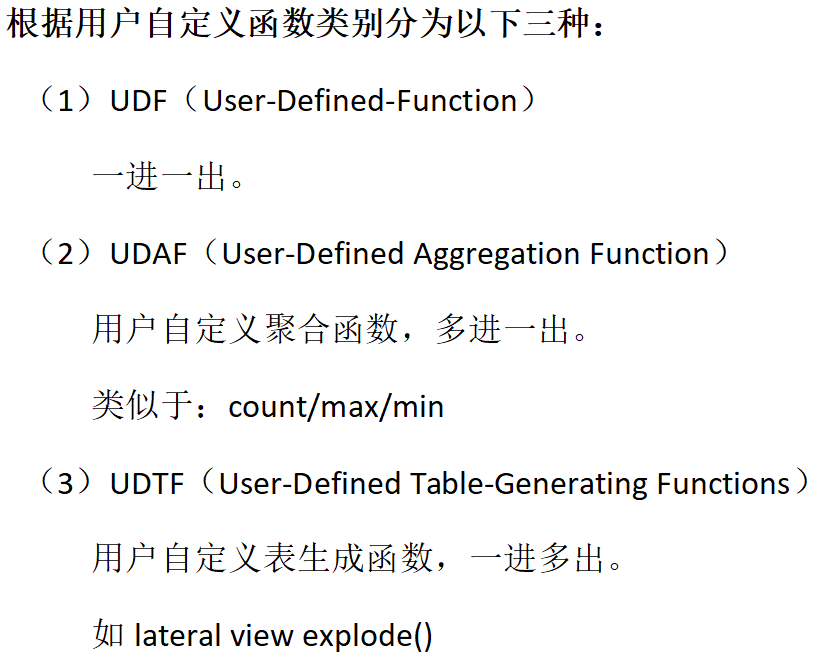 根据用户自定义函数类别分为以下三种：
（1）UDF（User-Defined-Function）
一进一出。
（2）UDAF（User-Defined Aggregation Function）
用户自定义聚合函数，多进一出。
类似于：count/max/min
（3）UDTF（User-Defined Table-Generating Functions）
用户自定义表生成函数，一进多出。
如 lateral view explode()